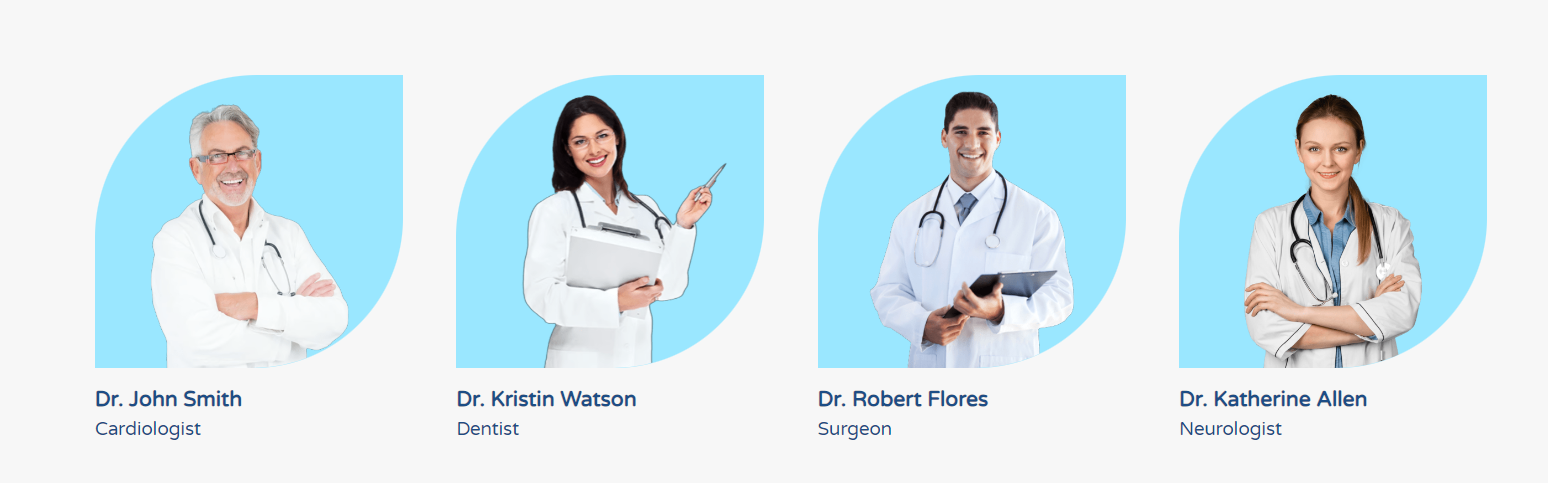 Dr. John Smith
Cardiologist
Dr. Kristin Watson
Dentist
Dr. Robert Flores
Surgeon
Dr. Katherine Allen
Neurologist